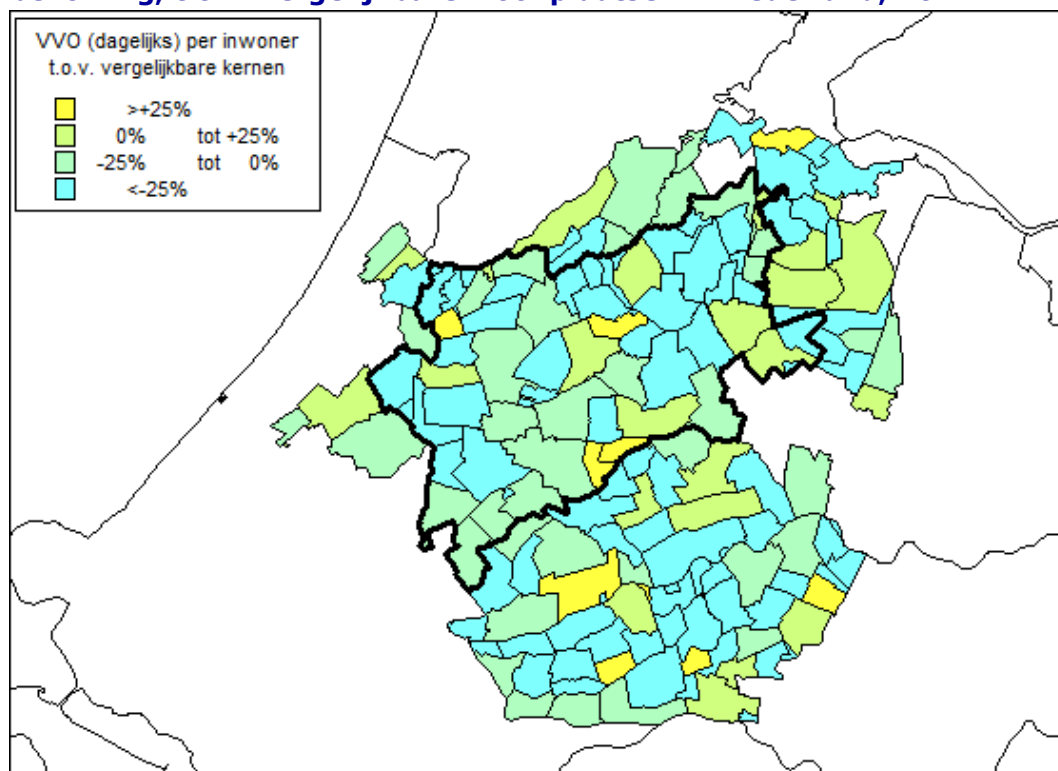 VVO (dagelijks) per inwoner
t.o.v. vergelijkbare kernen
>+25%
0% tot +25%
-25% tot 0%
<-25%